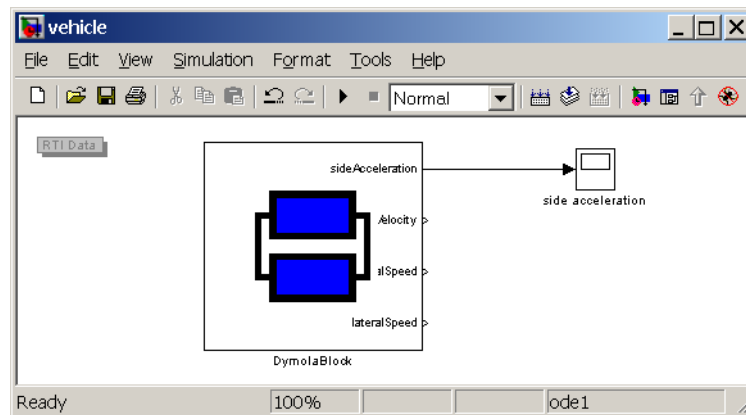 vehicle
File Edit View Simulation Format Tools Help
Normal
RTI Data
sideAcceleration
side acceleration
alSpeed
lateralSpeed
DymolaBlock
Ready 100% ode1